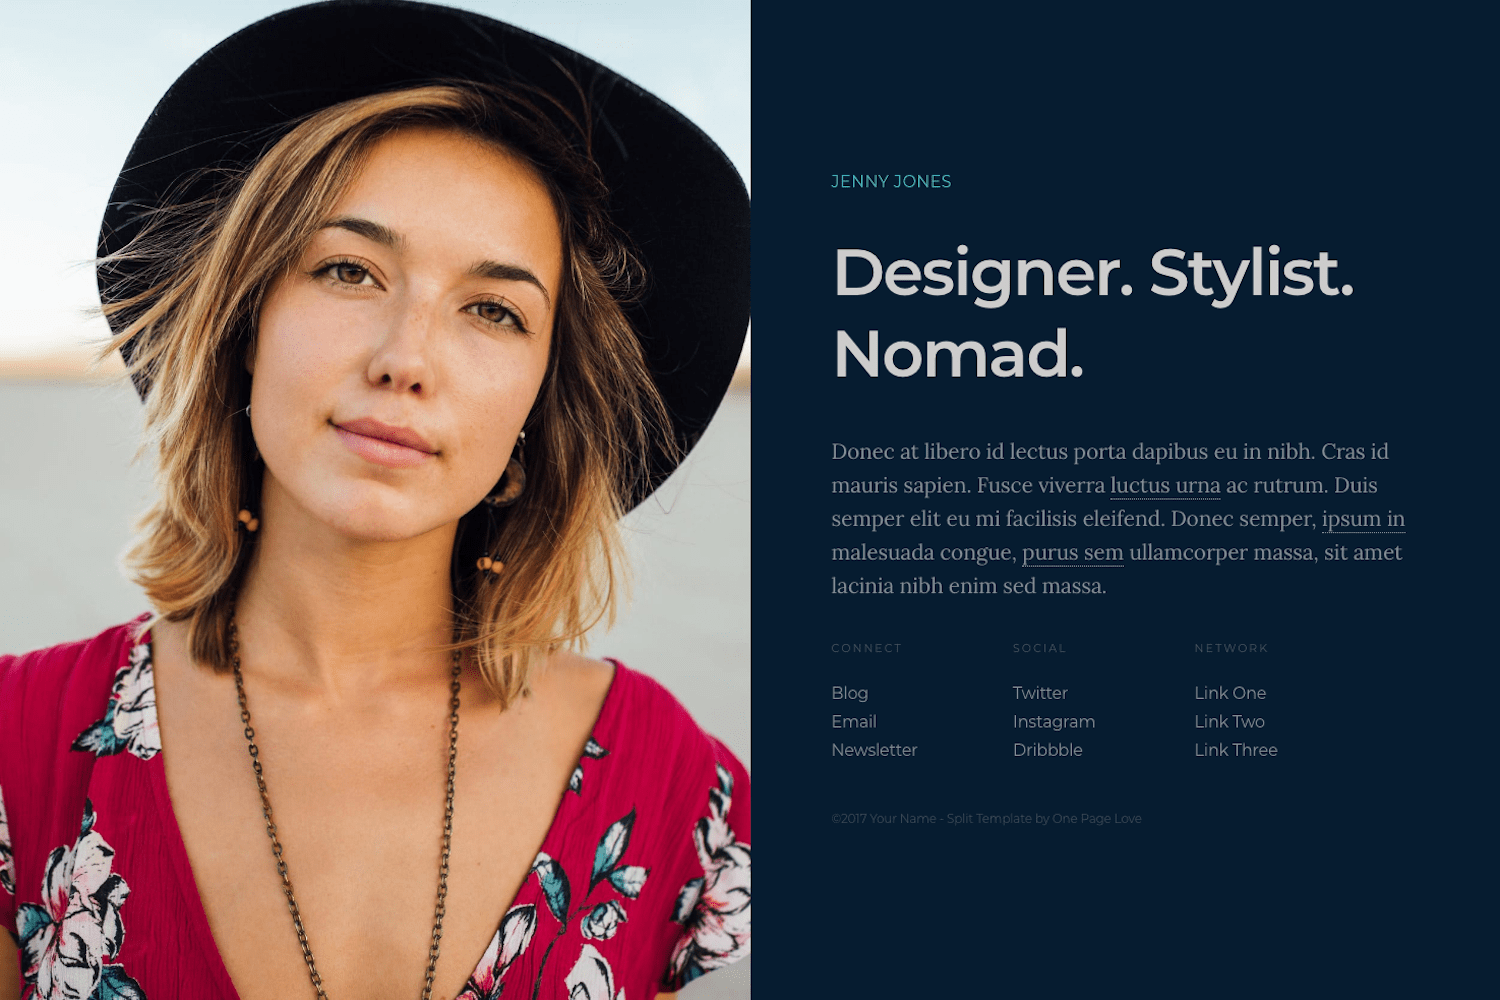 JENNY JONES
Designer. Stylist.
Nomad.
Donec at libero id lectus porta dapibus eu in nibh. Cras id
mauris sapien. Fusce viverra luctus urna ac rutrum. Duis
semper elit eu mi facilisis eleifend. Donec semper, ipsum in
malesuada congue, purus sem ullamcorper massa, sit amet
lacinia nibh enim sed massa.
CONNECT
Blog
Email
Newsletter
SOCIAL
Twitter
Instagram
Dribbble
NETWORK
Link One
Link Two
Link Three
©2017 Your Name - Split Template by One Page Love